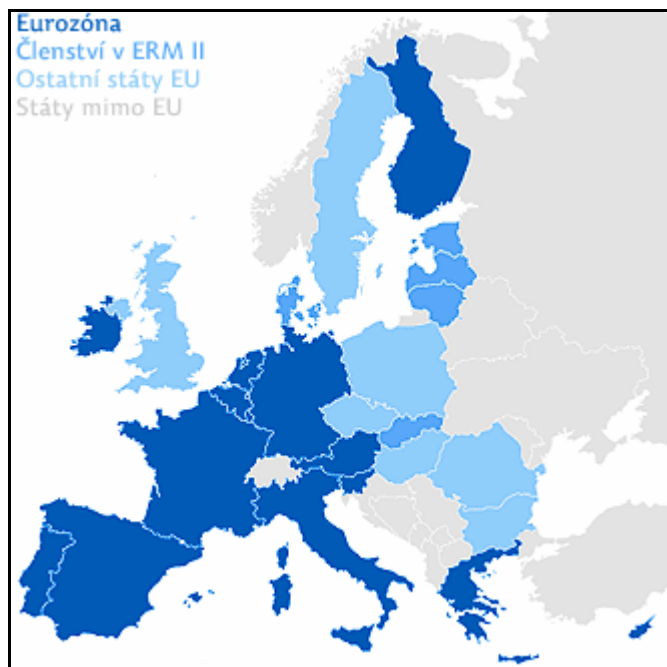 Eurozóna
Členství v ERM II
Ostatní státy EU
Státy mimo EU